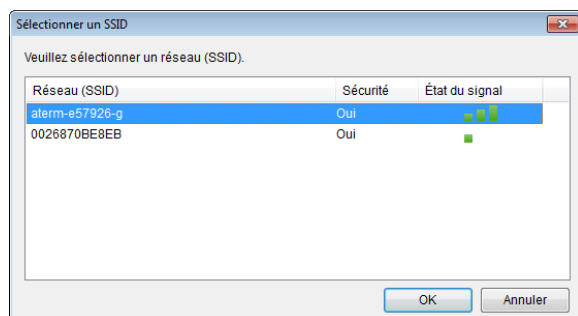 Sélectionner un SSID
Veuillez sélectionner un réseau (SSID).
Réseau (SSID) Sécurité État du signal
aterm-e57926-g Oui
0026870BE8EB Oui
OK Annuler